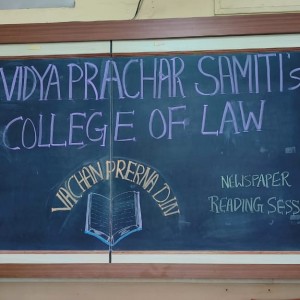 VIDYA PRACHAR SAMITI's
COLLEGE OF LAW
VACHAN PRERNA DIN
NEWSPAPER
READING SESS